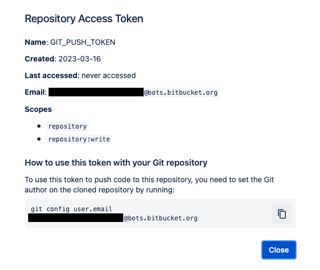 Repository Access Token
Name: GIT_PUSH_TOKEN
Created: 2023-03-16
Last accessed: never accessed
Email: @bots.bitbucket.org
Scopes
• repository
• repository:write
How to use this token with your Git repository
To use this token to push code to this repository, you need to set the Git
author on the cloned repository by running:
git config user.email
@bots.bitbucket.org
Close